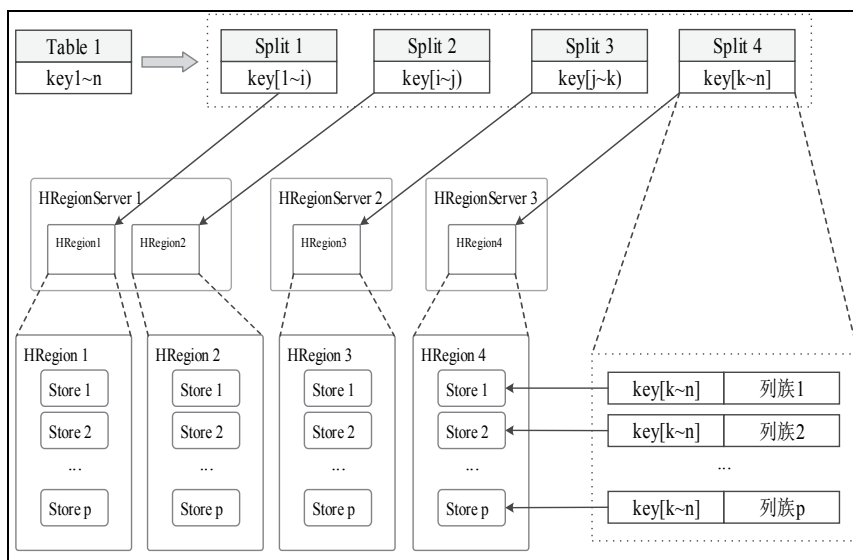 Table 1
key1~n
Split 1
key[1~i)
Split 2
key[i~j)
Split 3
key[j~k)
Split 4
key[k~n]
HRegionServer 1
HRegion1
HRegion2
HRegionServer 2
HRegion3
HRegionServer 3
HRegion4
HRegion 1
Store 1
Store 2
...
Store p
HRegion 2
Store 1
Store 2
...
Store p
HRegion 3
Store 1
Store 2
...
Store p
HRegion 4
Store 1
Store 2
...
Store p
key[k~n] 列族1
key[k~n] 列族2
...
key[k~n] 列族p